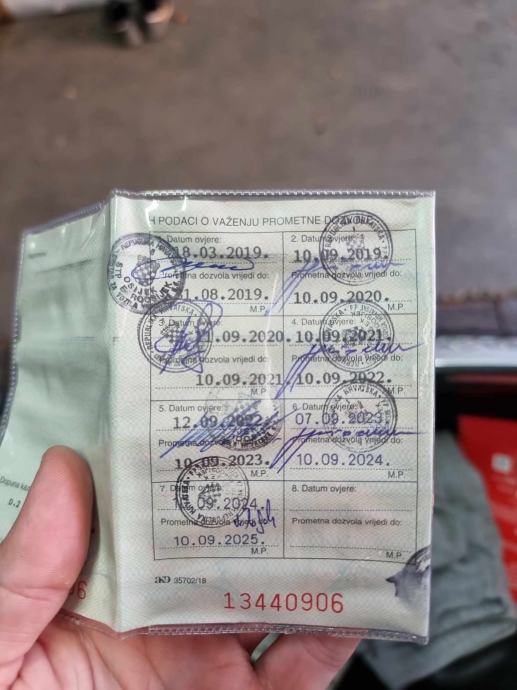 H PODACI O VAŽENJU PROMETNE DOZVOLE
Datum ovjere:
18.03.2019.
Prometna dozvola vrijedi do:
31.08.2019.
M.P.
2. Datum ovjere:
10.09.2019.
Prometna dozvola vrijedi do:
10.09.2020.
M.P.
Datum ovjere:
.09.2020.
Prometna dozvola vrijedi do:
10.09.2021
M.P.
4. Datum ovjere:
10.09.2021.
Prometna dozvola vrijedi do:
10.09.2022.
M.P.
5. Datum ovjere:
12.09.2022.
Prometna dozvola vrijedi do:
10.09.2023.
M.P.
6. Datum ovjere:
07.09.2023
Prometna dozvola vrijedi do:
10.09.2024.
M.P.
7. Datum ovjere:
09.2024
Prometna dozvola vrijedi do:
10.09.2025.
M.P.
8. Datum ovjere:
Prometna dozvola vrijedi do:
M.P.
AKD 35702/18
13440906